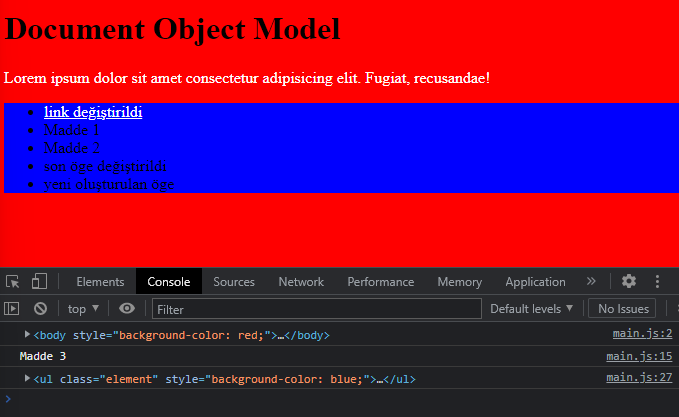 Document Object Model
Lorem ipsum dolor sit amet consectetur adipisicing elit. Fugiat, recusandae!
link değiştirildi
Madde 1
Madde 2
son öge değiştirildi
yeni oluşturulan öge
Elements Console Sources Network Performance Memory Application »
top ▼ Filter Default levels ▼ No Issues
▶<body style="background-color: red;">…</body> main.js:2
Madde 3 main.js:15
▶<ul class="element" style="background-color: blue;">…</ul> main.js:27
>